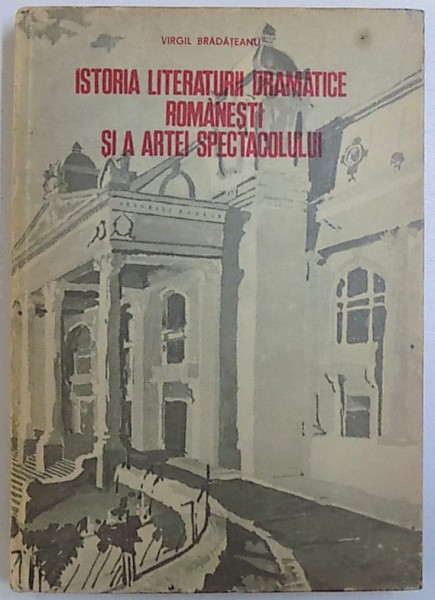 VIRGIL BRĂDĂȚEANU
ISTORIA LITERATURII DRAMATICE
ROMÂNEȘTI
ȘI A ARTEI SPECTACOLULUI